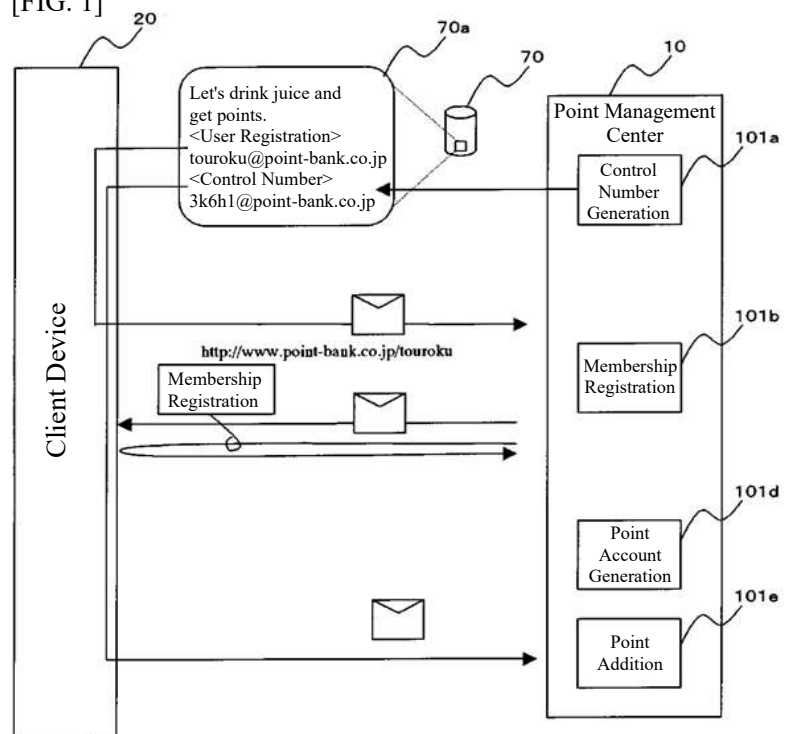 [FIG. 1]
20
70a
70
10
Let's drink juice and
get points.
<User Registration>
touroku@point-bank.co.jp
<Control Number>
3k6h1@point-bank.co.jp
Point Management
Center
101a
Control
Number
Generation
Client Device
http://www.point-bank.co.jp/touroku
Membership
Registration
101b
Membership
Registration
101d
Point
Account
Generation
101e
Point
Addition